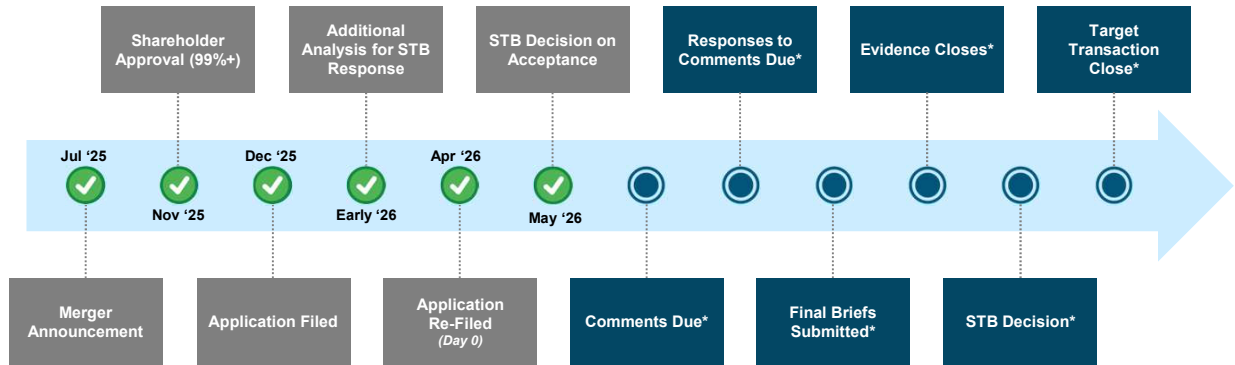 Shareholder
Approval (99%+)
Additional
Analysis for STB
Response
STB Decision on
Acceptance
Responses to
Comments Due*
Evidence Closes*
Target
Transaction
Close*
Jul ‘25
Nov ‘25
Dec ‘25
Early ‘26
Apr ‘26
May ‘26
Merger
Announcement
Application Filed
Application
Re-Filed
(Day 0)
Comments Due*
Final Briefs
Submitted*
STB Decision*